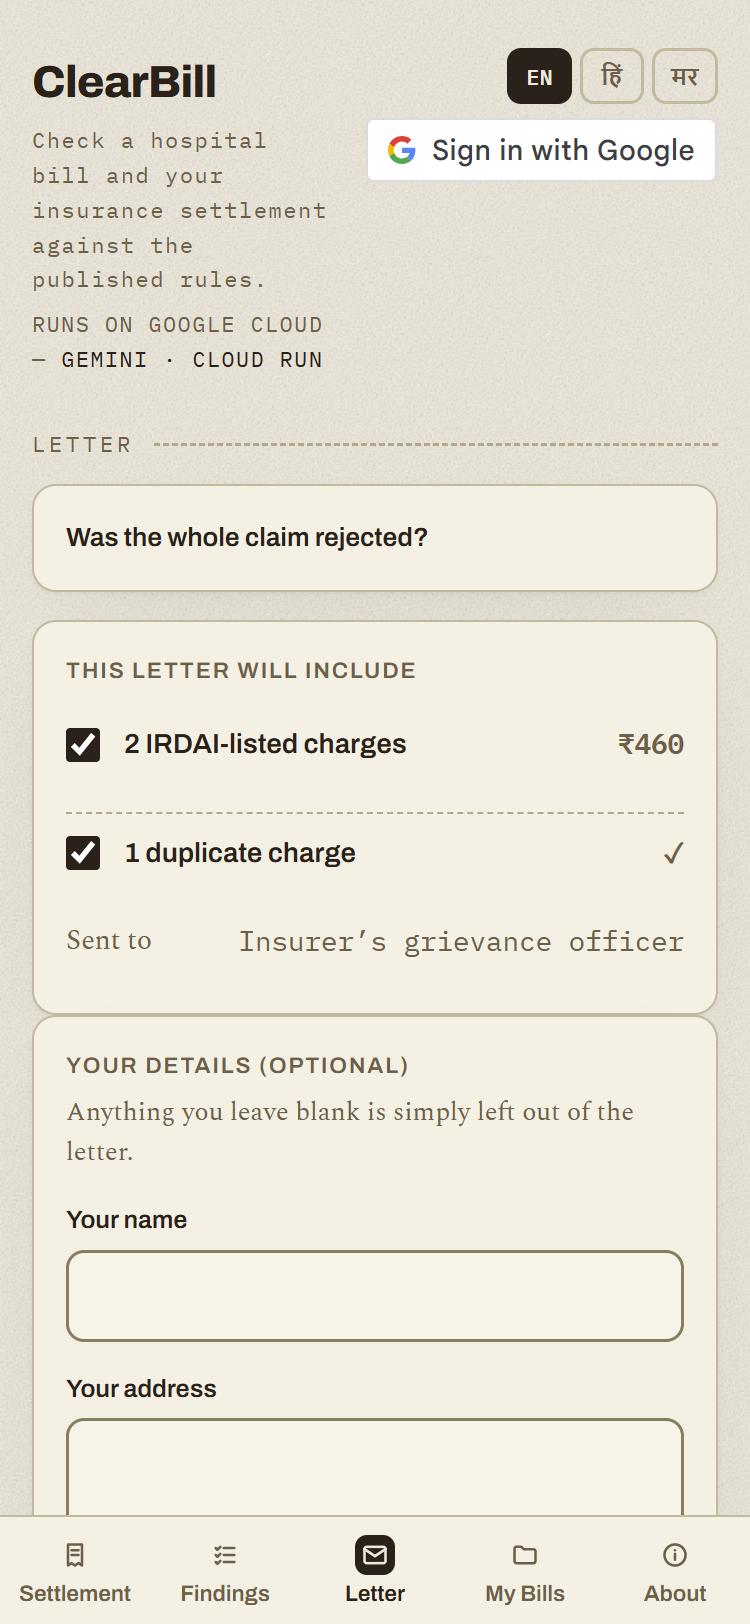 ClearBill
EN
हिं
मर
Sign in with Google
Check a hospital
bill and your
insurance settlement
against the
published rules.
RUNS ON GOOGLE CLOUD
— GEMINI · CLOUD RUN
LETTER
Was the whole claim rejected?
THIS LETTER WILL INCLUDE
2 IRDAI-listed charges ₹460
1 duplicate charge ✓
Sent to Insurer’s grievance officer
YOUR DETAILS (OPTIONAL)
Anything you leave blank is simply left out of the
letter.
Your name
Your address
Settlement
Findings
Letter
My Bills
About